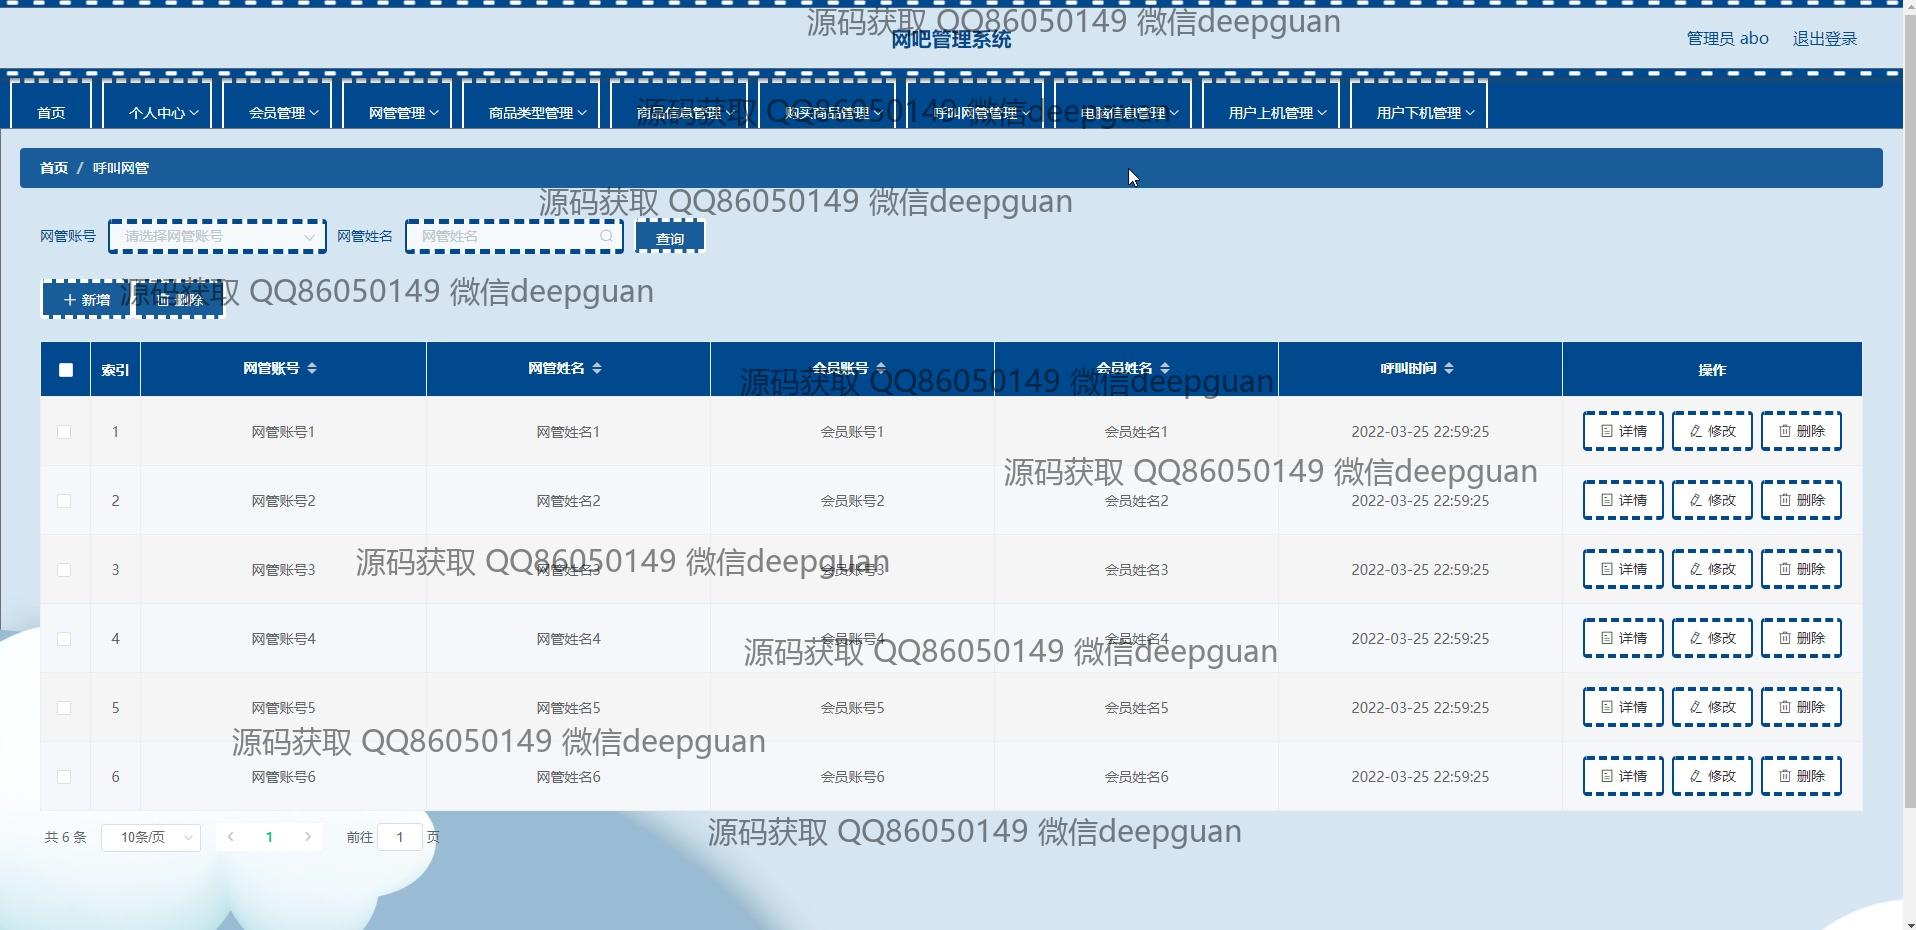 源码获取 QQ86050149 微信deepguan
网吧管理系统
管理员 abo 退出登录
首页 个人中心 会员管理 网管管理 商品类型管理 商品信息管理 购买商品管理 呼叫网管管理 电脑信息管理 用户上机管理 用户下机管理
源码获取 QQ86050149 微信deepguan
首页 / 呼叫网管
源码获取 QQ86050149 微信deepguan
网管账号 请选择网管账号 网管姓名 网管姓名 查询
新增 删除
源码获取 QQ86050149 微信deepguan
索引 网管账号 网管姓名 会员账号 会员姓名 呼叫时间 操作
源码获取 QQ86050149 微信deepguan
1 网管账号1 网管姓名1 会员账号1 会员姓名1 2022-03-25 22:59:25 详情 修改 删除
源码获取 QQ86050149 微信deepguan
2 网管账号2 网管姓名2 会员账号2 会员姓名2 2022-03-25 22:59:25 详情 修改 删除
源码获取 QQ86050149 微信deepguan
3 网管账号3 网管姓名3 会员账号3 会员姓名3 2022-03-25 22:59:25 详情 修改 删除
4 网管账号4 网管姓名4 会员账号4 会员姓名4 2022-03-25 22:59:25 详情 修改 删除
源码获取 QQ86050149 微信deepguan
5 网管账号5 网管姓名5 会员账号5 会员姓名5 2022-03-25 22:59:25 详情 修改 删除
源码获取 QQ86050149 微信deepguan
6 网管账号6 网管姓名6 会员账号6 会员姓名6 2022-03-25 22:59:25 详情 修改 删除
共 6 条 10条/页 1 前往 1 页
源码获取 QQ86050149 微信deepguan